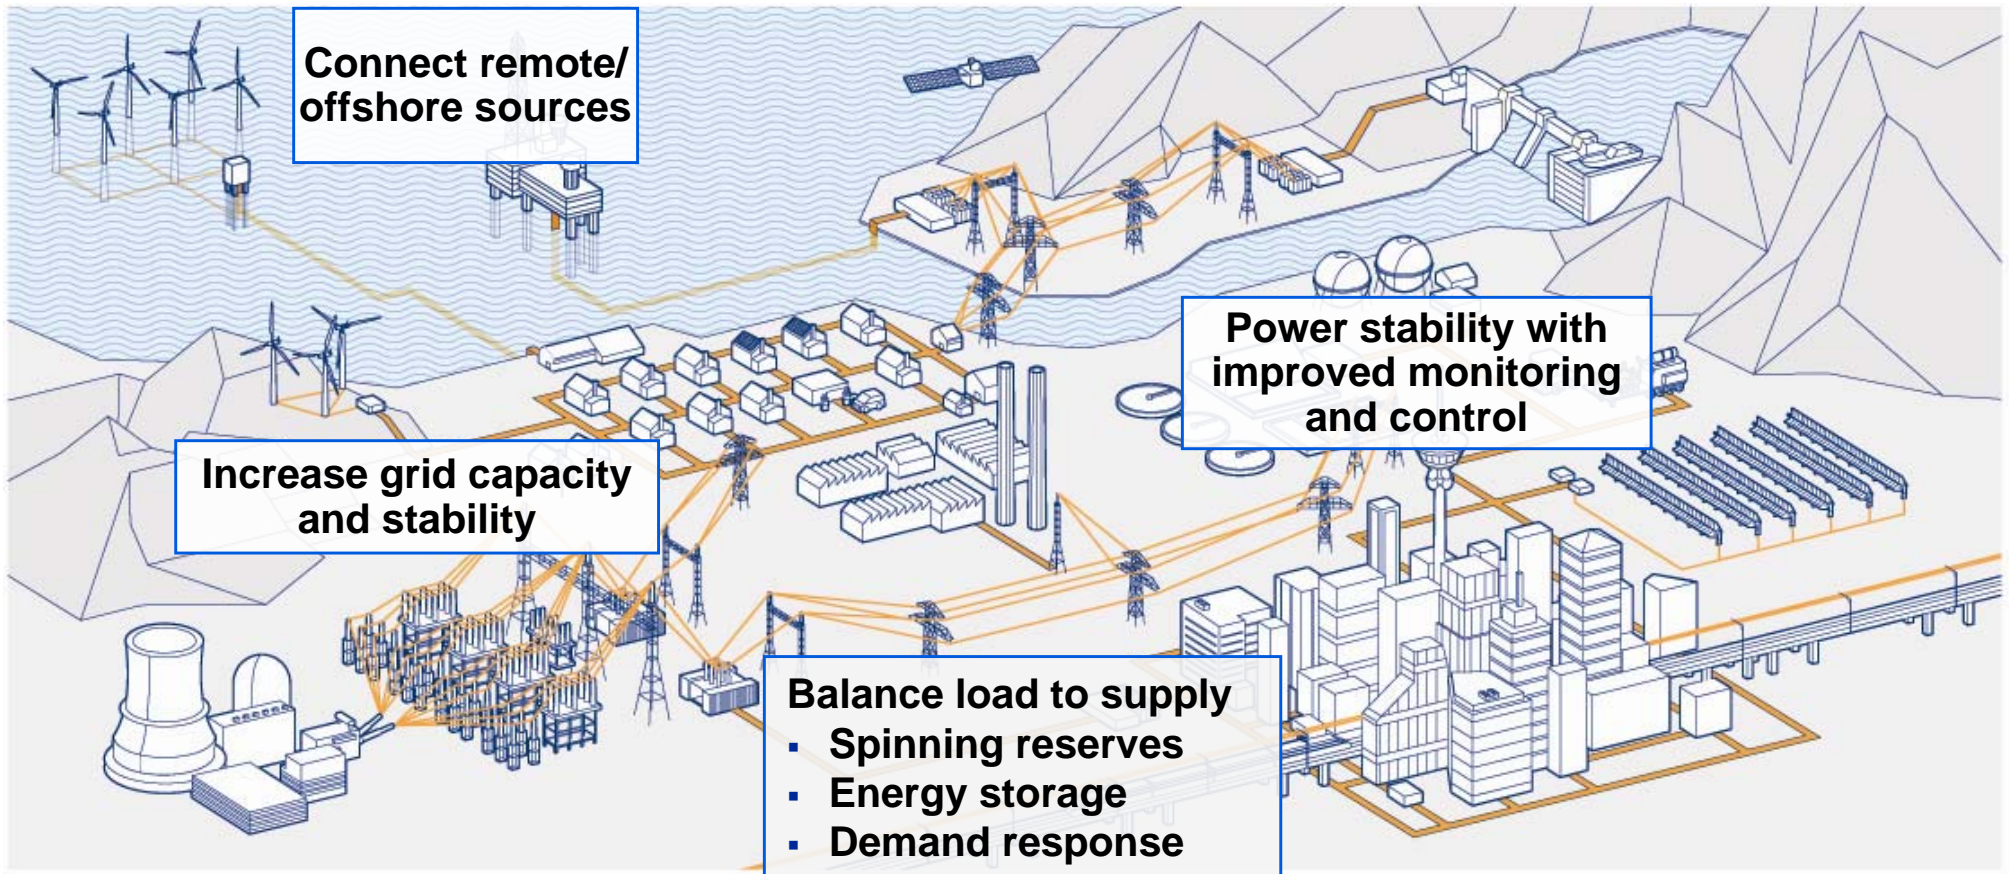 Connect remote/
offshore sources
Power stability with
improved monitoring
and control
Increase grid capacity
and stability
Balance load to supply
▪ Spinning reserves
▪ Energy storage
▪ Demand response